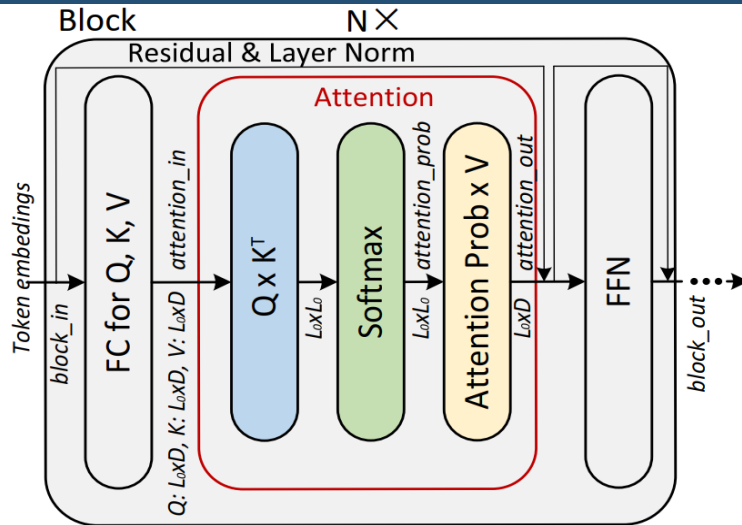 Block
N ×
Residual & Layer Norm
Attention
Token embedings
block_in
FC for Q, K, V
attention_in
Q: L₀xD, K: L₀xD, V: L₀xD
Q x Kᵀ
L₀xL₀
Softmax
attention_prob
L₀xL₀
Attention Prob x V
attention_out
L₀xD
FFN
block_out